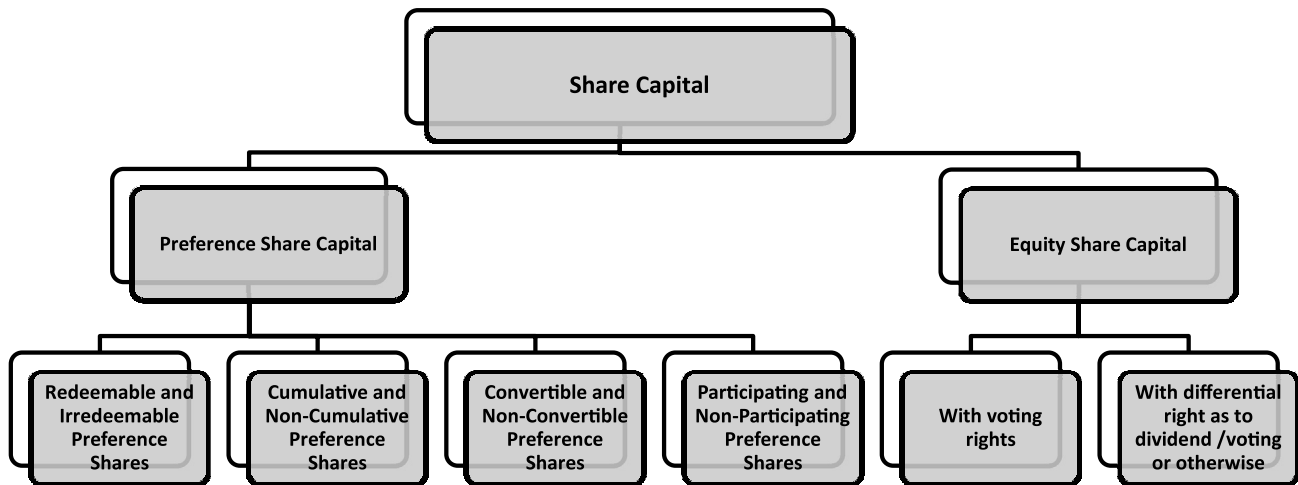 Share Capital
Preference Share Capital
Equity Share Capital
Redeemable and
Irredeemable
Preference
Shares
Cumulative and
Non-Cumulative
Preference
Shares
Convertible and
Non-Convertible
Preference
Shares
Participating and
Non-Participating
Preference
Shares
With voting
rights
With differential
right as to
dividend /voting
or otherwise